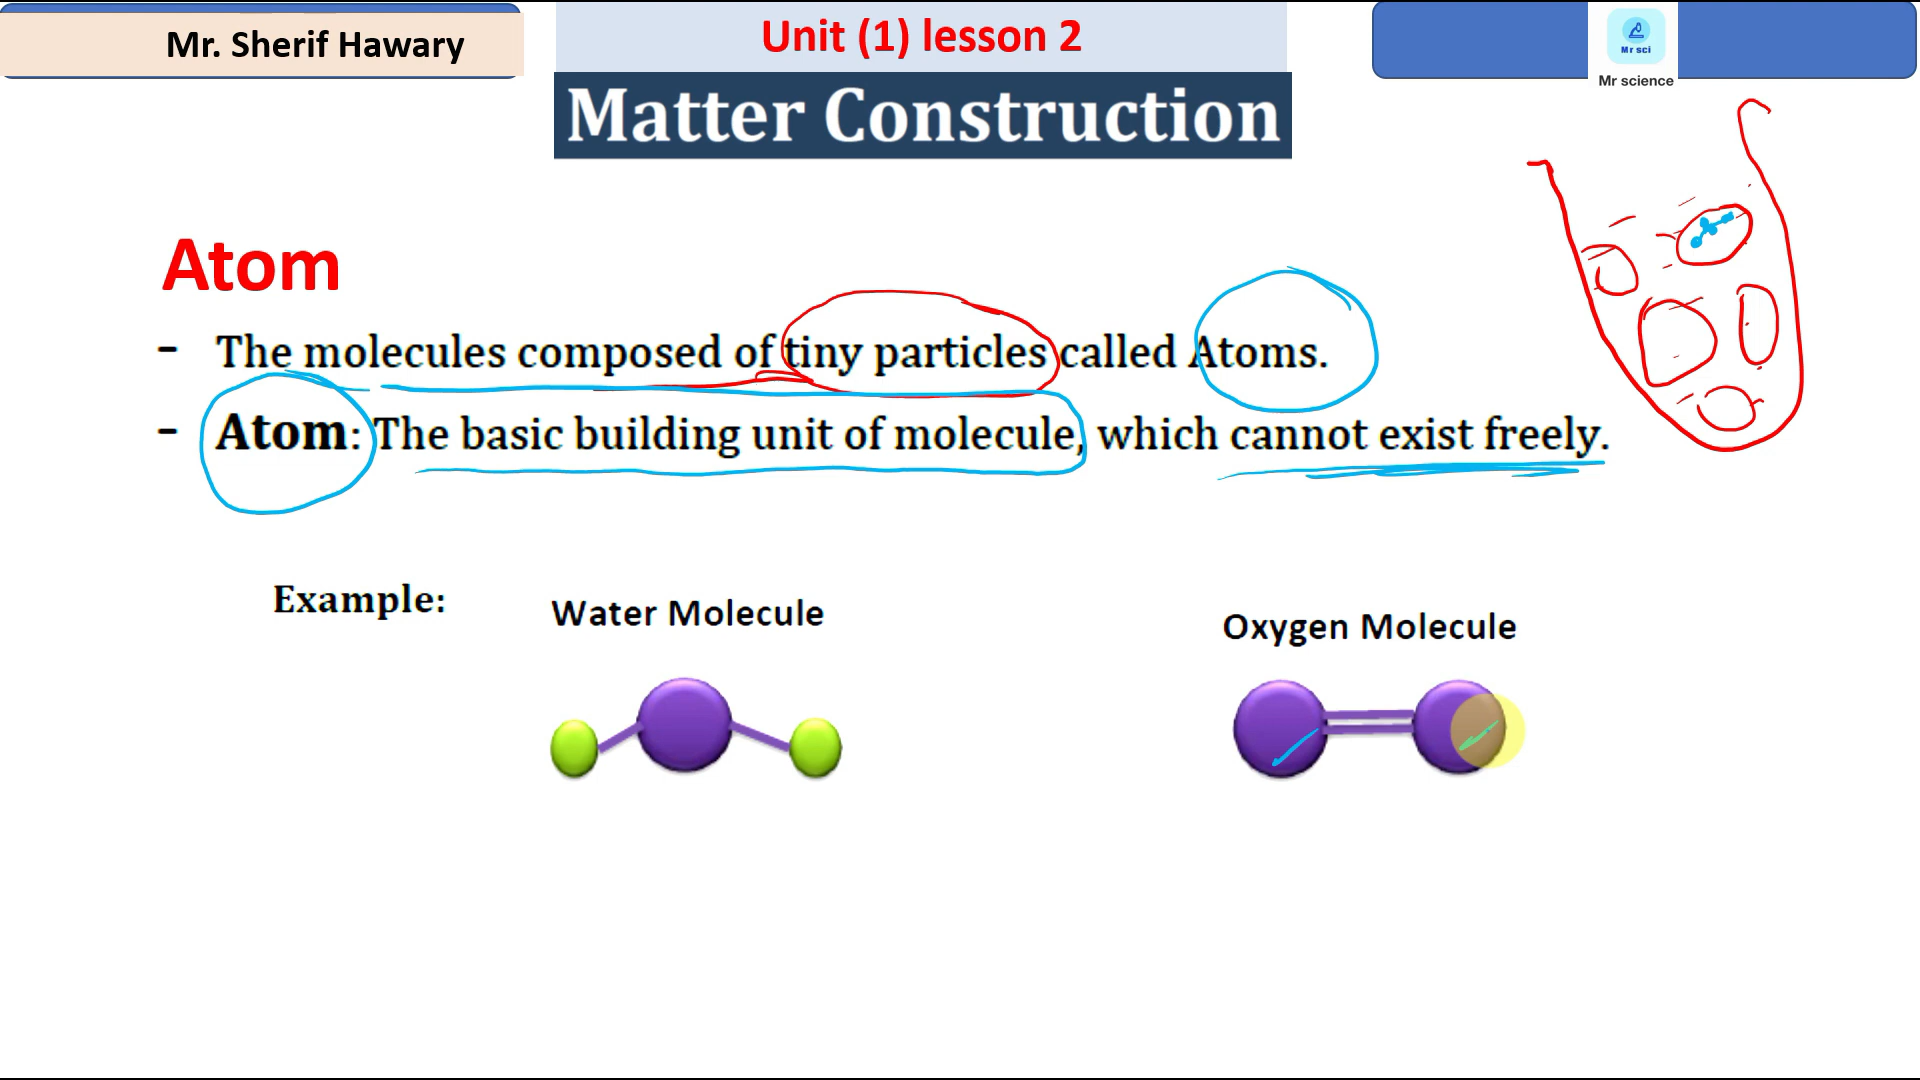 Mr. Sherif Hawary
Unit (1) lesson 2
Mr sci
Mr science
Matter Construction
Atom
- The molecules composed of tiny particles called Atoms.
- Atom: The basic building unit of molecule, which cannot exist freely.
Example:
Water Molecule
Oxygen Molecule